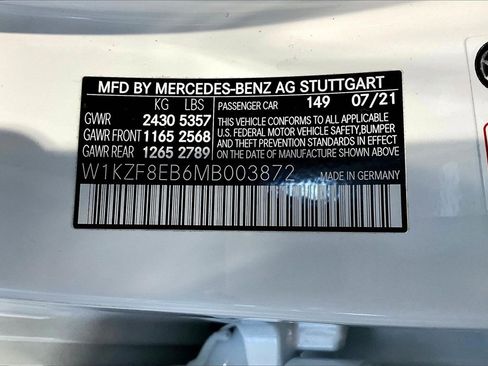 MFD BY MERCEDES-BENZ AG STUTTGART
KG LBS PASSENGER CAR 149 07/21
GVWR 2430 5357 THIS VEHICLE CONFORMS TO ALL APPLICABLE
U.S. FEDERAL MOTOR VEHICLE SAFETY,BUMPER
GAWR FRONT 1165 2568 AND THEFT PREVENTION STANDARDS IN EFFECT
GAWR REAR 1265 2789 ON THE DATE OF MANUFACTURE SHOWN ABOVE.
W1KZF8EB6MB003872 MADE IN GERMANY